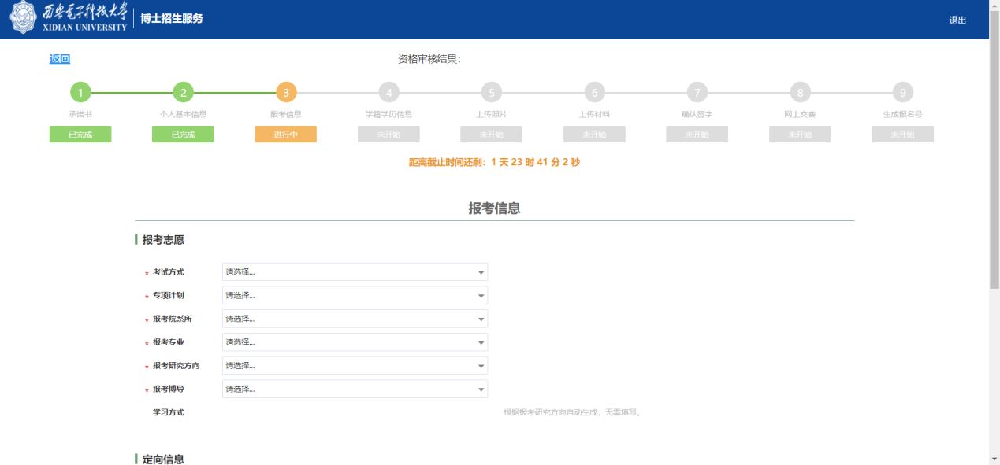 西安电子科技大学
XIDIAN UNIVERSITY
博士招生服务
退出
返回
资格审核结果：
1 2 3 4 5 6 7 8 9
承诺书 个人基本信息 报考信息 学籍学历信息 上传照片 上传材料 确认签字 网上交费 生成报名号
已完成 已完成 进行中 未开始 未开始 未开始 未开始 未开始 未开始
距离截止时间还剩：1 天 23 时 41 分 2 秒
报考信息
报考志愿
* 考试方式 请选择...
* 专项计划 请选择...
* 报考院系所 请选择...
* 报考专业 请选择...
* 报考研究方向 请选择...
* 报考博导 请选择...
学习方式 根据报考研究方向自动生成，无需填写。
定向信息